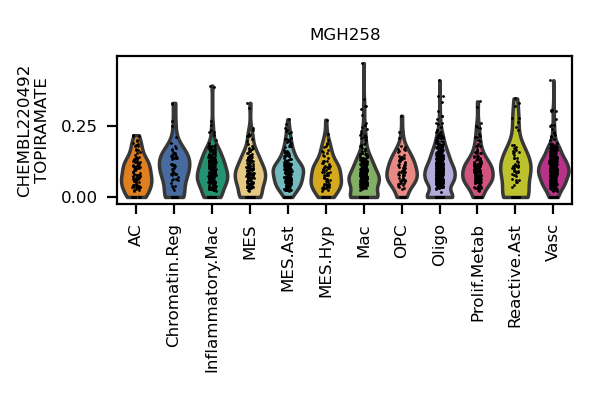 MGH258
CHEMBL220492
TOPIRAMATE
0.25
0.00
AC
Chromatin.Reg
Inflammatory.Mac
MES
MES.Ast
MES.Hyp
Mac
OPC
Oligo
Prolif.Metab
Reactive.Ast
Vasc